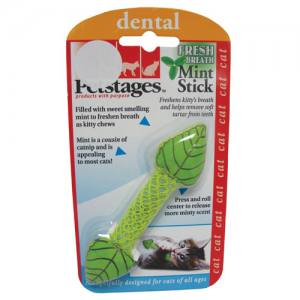 dental
FRESH
BREATH
Mint
Stick
Petstages
products with purpose
Freshens kitty's breath
and helps remove soft
tartar from teeth
Filled with sweet smelling
mint to freshen breath
as kitty chews
Mint is a cousin of
catnip and is
appealing to
most cats!
Press and roll
center to release
more minty scent
designed for cats of all ages
cat cat cat cat cat cat cat